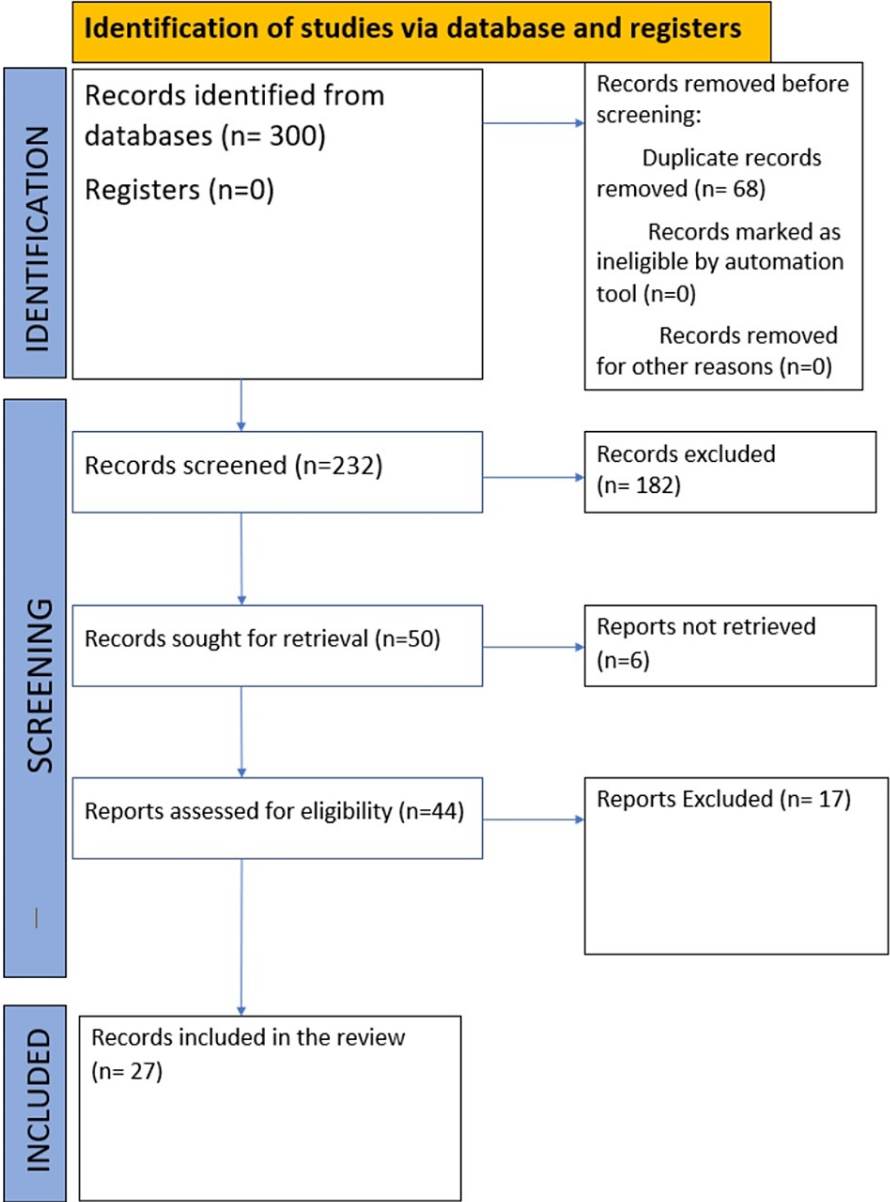 Identification of studies via database and registers
IDENTIFICATION
Records identified from
databases (n= 300)
Registers (n=0)
Records removed before
screening:
Duplicate records
removed (n= 68)
Records marked as
ineligible by automation
tool (n=0)
Records removed
for other reasons (n=0)
SCREENING
Records screened (n=232)
Records excluded
(n= 182)
Records sought for retrieval (n=50)
Reports not retrieved
(n=6)
Reports assessed for eligibility (n=44)
Reports Excluded (n= 17)
INCLUDED
Records included in the review
(n= 27)